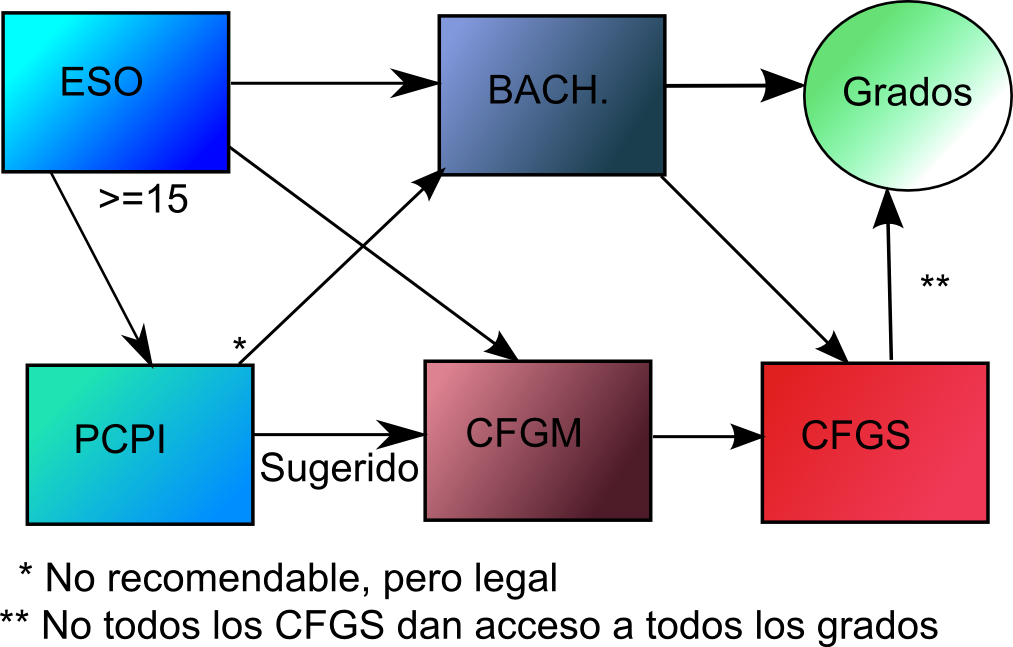 ESO
BACH.
Grados
>=15
**
*
PCPI
Sugerido
CFGM
CFGS
* No recomendable, pero legal
** No todos los CFGS dan acceso a todos los grados